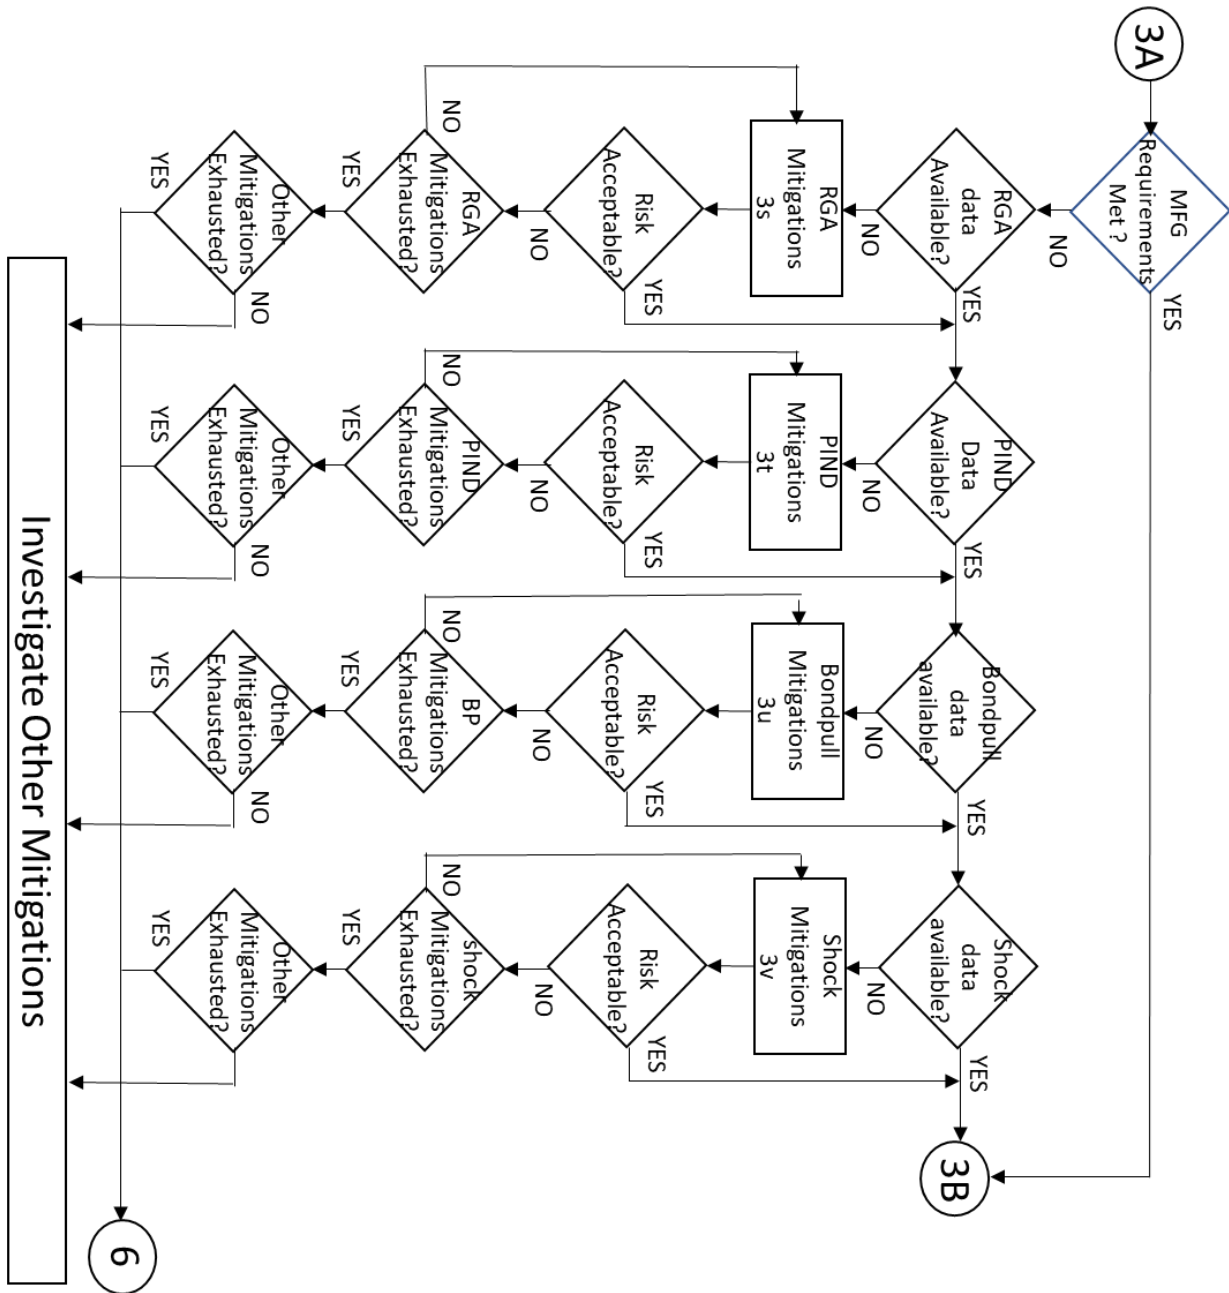 3A
MFG
Requirements
Met ?
YES
NO
RGA
data
Available?
YES
PIND
Data
Available?
YES
Bondpull
data
available?
YES
Shock
data
available?
YES
3B
NO
NO
NO
NO
RGA
Mitigations
3s
PIND
Mitigations
3t
Bondpull
Mitigations
3u
Shock
Mitigations
3v
Risk
Acceptable?
YES
Risk
Acceptable?
YES
Risk
Acceptable?
YES
Risk
Acceptable?
YES
NO
NO
NO
NO
NO
RGA
Mitigations
Exhausted?
NO
PIND
Mitigations
Exhausted?
NO
BP
Mitigations
Exhausted?
NO
shock
Mitigations
Exhausted?
YES
YES
YES
YES
Other
Mitigations
Exhausted?
NO
Other
Mitigations
Exhausted?
NO
Other
Mitigations
Exhausted?
NO
Other
Mitigations
Exhausted?
YES
YES
YES
YES
6
Investigate Other Mitigations